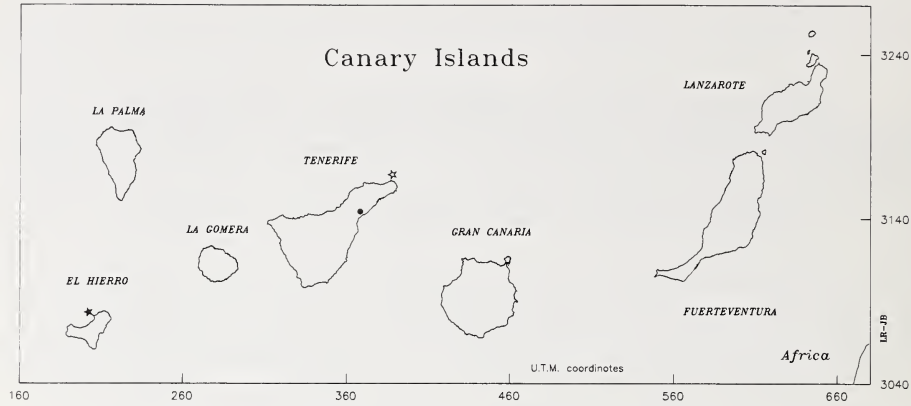 Canary Islands
3240
LANZAROTE
LA PALMA
TENERIFE
3140
LA GOMERA
GRAN CANARIA
EL HIERRO
FUERTEVENTURA
LR-JB
Africa
U.T.M. coordinotes
3040
160
260
360
460
560
660